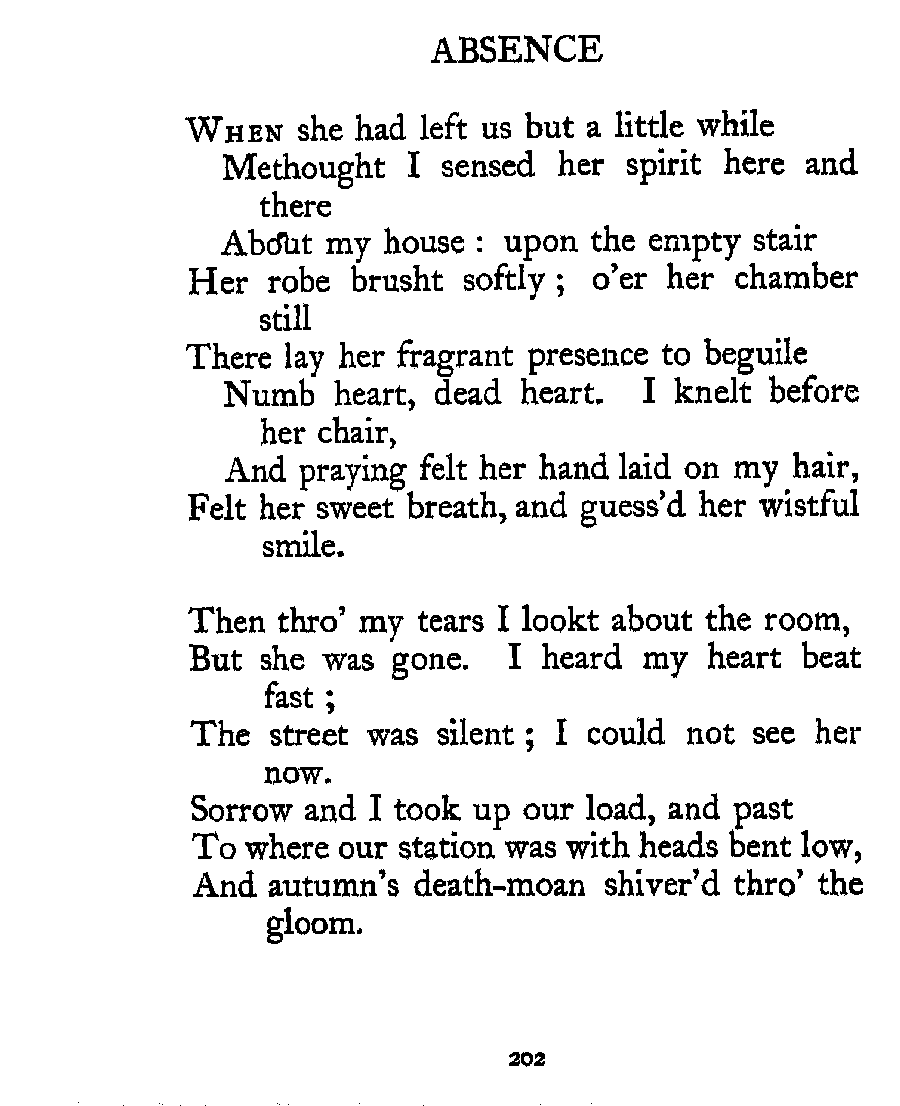 ABSENCE
WHEN she had left us but a little while
Methought I sensed her spirit here and
there
About my house : upon the empty stair
Her robe brusht softly ; o'er her chamber
still
There lay her fragrant presence to beguile
Numb heart, dead heart. I knelt before
her chair,
And praying felt her hand laid on my hair,
Felt her sweet breath, and guess'd her wistful
smile.
Then thro' my tears I lookt about the room,
But she was gone. I heard my heart beat
fast ;
The street was silent ; I could not see her
now.
Sorrow and I took up our load, and past
To where our station was with heads bent low,
And autumn's death-moan shiver'd thro' the
gloom.
202